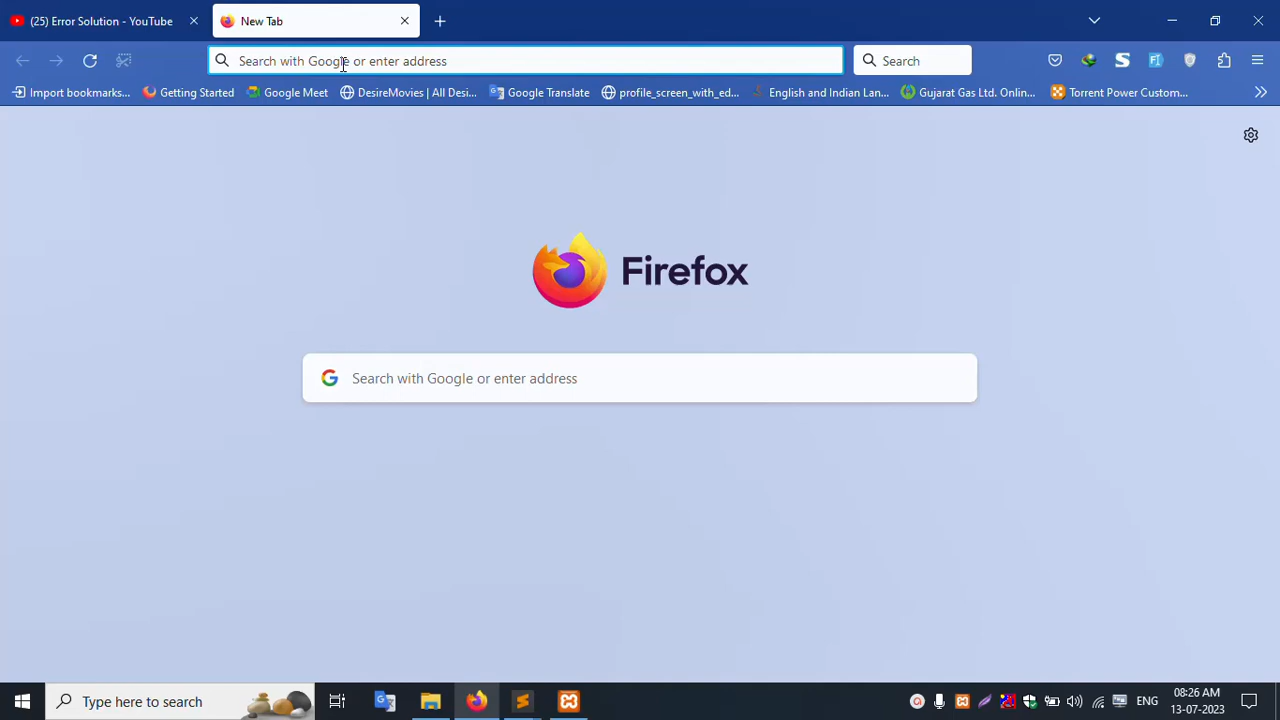 (25) Error Solution - YouTube
New Tab
Search with Google or enter address
Search
Import bookmarks...
Getting Started
Google Meet
DesireMovies | All Desi...
Google Translate
profile_screen_with_ed...
English and Indian Lan...
Gujarat Gas Ltd. Onlin...
Torrent Power Custom...
Firefox
Search with Google or enter address
Type here to search
ENG
08:26 AM
13-07-2023